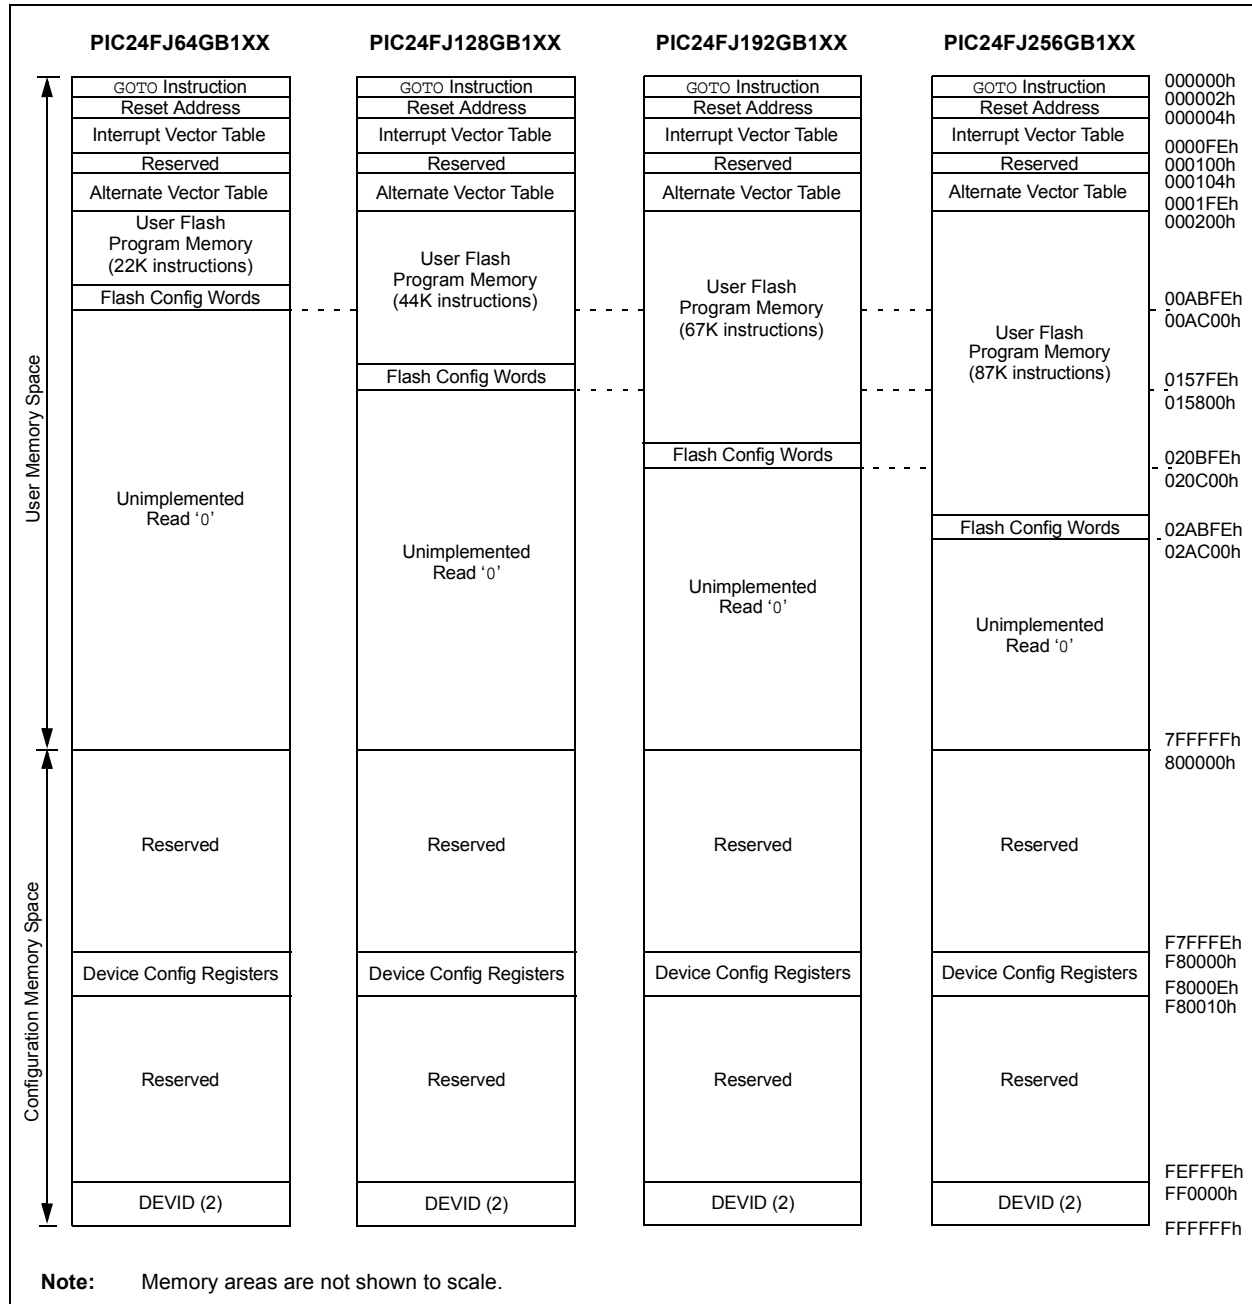 PIC24FJ64GB1XX
PIC24FJ128GB1XX
PIC24FJ192GB1XX
PIC24FJ256GB1XX
User Memory Space
Configuration Memory Space
GOTO Instruction
Reset Address
Interrupt Vector Table
Reserved
Alternate Vector Table
User Flash
Program Memory
(22K instructions)
Flash Config Words
Unimplemented
Read ‘0’
Reserved
Device Config Registers
Reserved
DEVID (2)
GOTO Instruction
Reset Address
Interrupt Vector Table
Reserved
Alternate Vector Table
User Flash
Program Memory
(44K instructions)
Flash Config Words
Unimplemented
Read ‘0’
Reserved
Device Config Registers
Reserved
DEVID (2)
GOTO Instruction
Reset Address
Interrupt Vector Table
Reserved
Alternate Vector Table
User Flash
Program Memory
(67K instructions)
Flash Config Words
Unimplemented
Read ‘0’
Reserved
Device Config Registers
Reserved
DEVID (2)
GOTO Instruction
Reset Address
Interrupt Vector Table
Reserved
Alternate Vector Table
User Flash
Program Memory
(87K instructions)
Flash Config Words
Unimplemented
Read ‘0’
Reserved
Device Config Registers
Reserved
DEVID (2)
000000h
000002h
000004h
0000FEh
000100h
000104h
0001FEh
000200h
00ABFEh
00AC00h
0157FEh
015800h
020BFEh
020C00h
02ABFEh
02AC00h
7FFFFFh
800000h
F7FFFEh
F80000h
F8000Eh
F80010h
FEFFFEh
FF0000h
FFFFFFh
Note: Memory areas are not shown to scale.